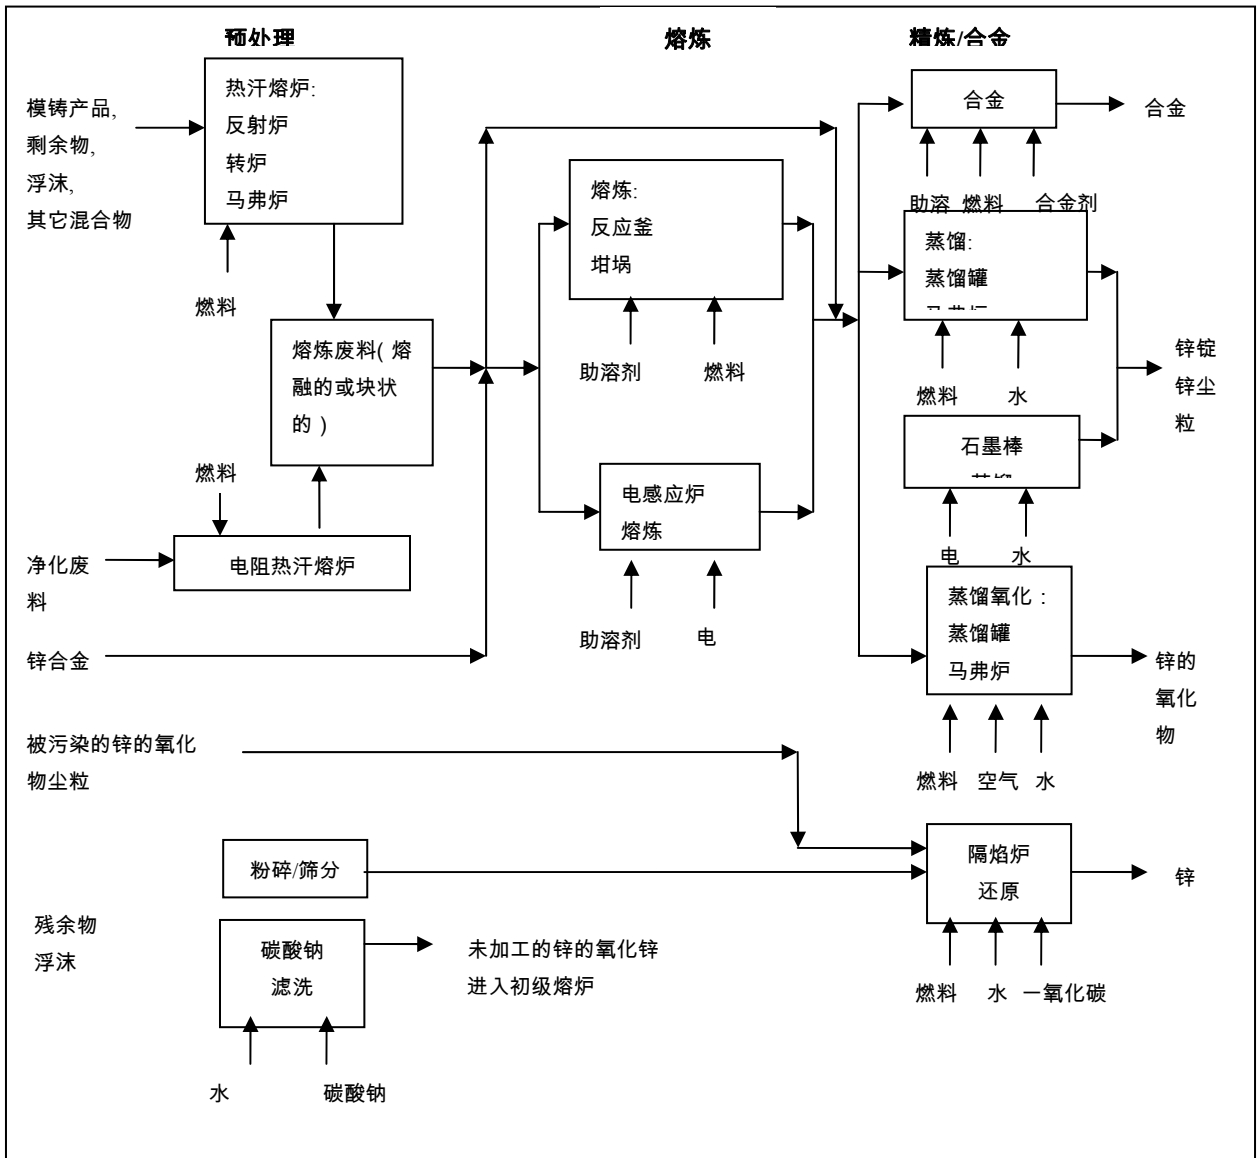 预处理
熔炼
精炼/合金
模铸产品,
剩余物,
浮沫,
其它混合物
热汗熔炉:
反射炉
转炉
马弗炉
燃料
熔炼废料( 熔
融的或块状
的 )
燃料
净化废
料
电阻热汗熔炉
锌合金
被污染的锌的氧化
物尘粒
粉碎/筛分
残余物
浮沫
碳酸钠
滤洗
水
碳酸钠
未加工的锌的氧化锌
进入初级熔炉
熔炼:
反应釜
坩埚
助溶剂
燃料
电感应炉
熔炼
助溶剂
电
合金
合金
助溶
燃料
合金剂
蒸馏:
蒸馏罐
马弗炉
燃料
水
锌锭
锌尘
粒
石墨棒
蒸馏
电
水
蒸馏氧化 :
蒸馏罐
马弗炉
锌的
氧化
物
燃料
空气
水
隔焰炉
还原
锌
燃料
水
一氧化碳